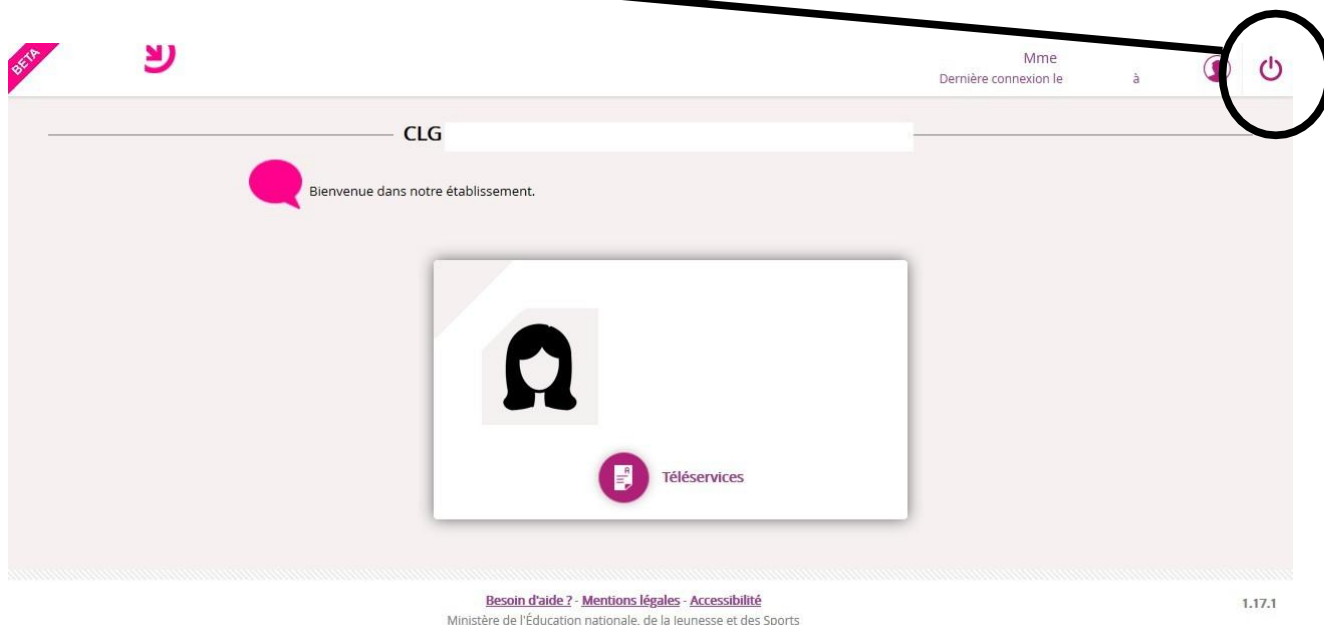 BETA
Mme
Dernière connexion le à
CLG
Bienvenue dans notre établissement.
Téléservices
Besoin d'aide ? - Mentions légales - Accessibilité
1.17.1
Ministère de l'Éducation nationale, de la Jeunesse et des Sports